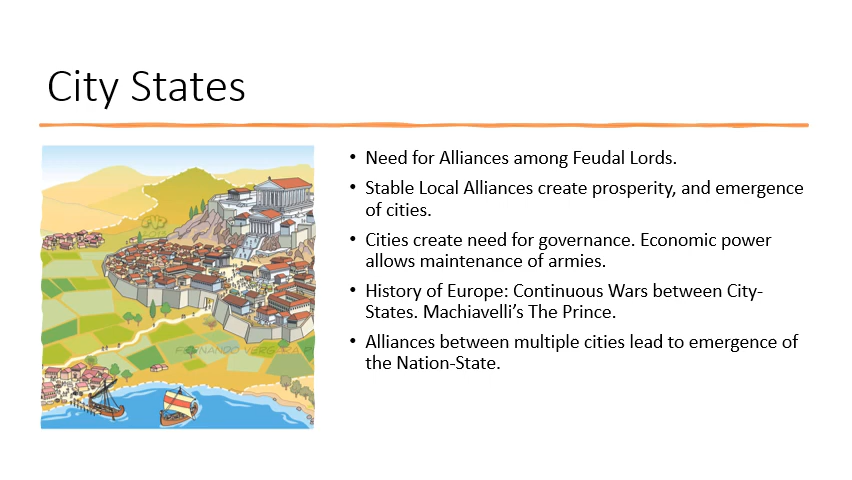 City States
• Need for Alliances among Feudal Lords.
• Stable Local Alliances create prosperity, and emergence
of cities.
• Cities create need for governance. Economic power
allows maintenance of armies.
• History of Europe: Continuous Wars between City-
States. Machiavelli’s The Prince.
• Alliances between multiple cities lead to emergence of
the Nation-State.